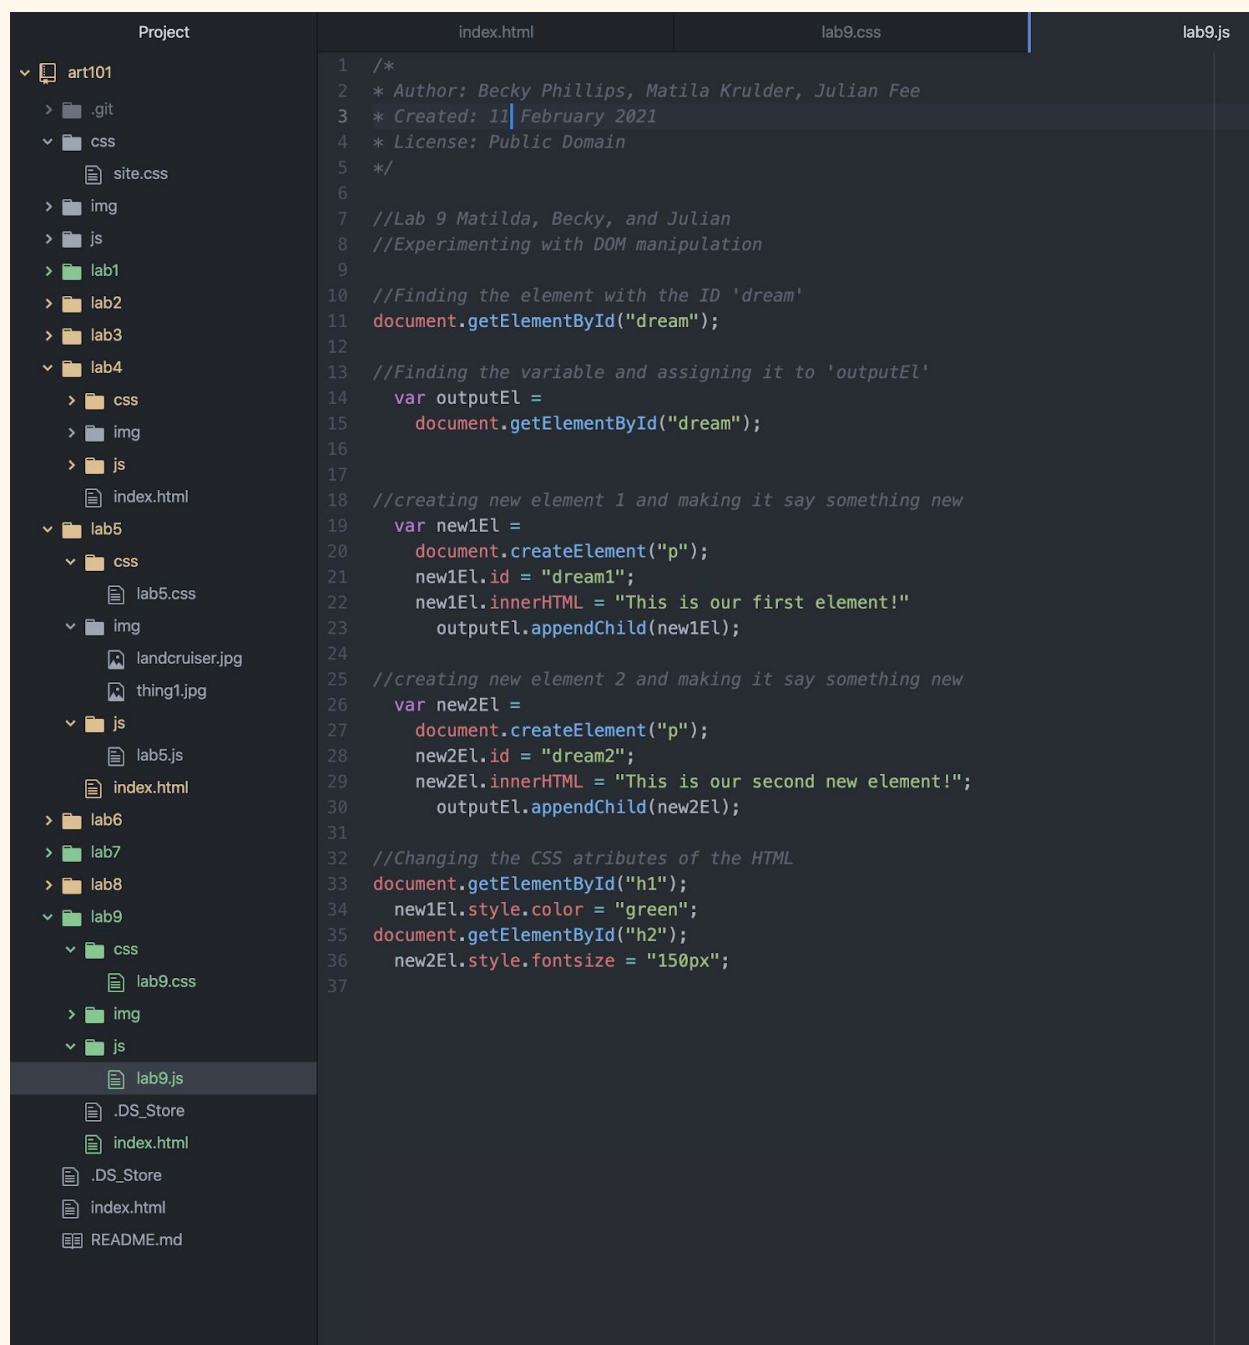 Project
art101
.git
css
site.css
img
js
lab1
lab2
lab3
lab4
css
img
js
index.html
lab5
css
lab5.css
img
landcruiser.jpg
thing1.jpg
js
lab5.js
index.html
lab6
lab7
lab8
lab9
css
lab9.css
img
js
lab9.js
.DS_Store
index.html
.DS_Store
index.html
README.md
index.html lab9.css lab9.js
1 /*
2 * Author: Becky Phillips, Matila Krulder, Julian Fee
3 * Created: 11 February 2021
4 * License: Public Domain
5 */
6
7 //Lab 9 Matilda, Becky, and Julian
8 //Experimenting with DOM manipulation
9
10 //Finding the element with the ID 'dream'
11 document.getElementById("dream");
12
13 //Finding the variable and assigning it to 'outputEl'
14 var outputEl =
15 document.getElementById("dream");
16
17
18 //creating new element 1 and making it say something new
19 var new1El =
20 document.createElement("p");
21 new1El.id = "dream1";
22 new1El.innerHTML = "This is our first element!"
23 outputEl.appendChild(new1El);
24
25 //creating new element 2 and making it say something new
26 var new2El =
27 document.createElement("p");
28 new2El.id = "dream2";
29 new2El.innerHTML = "This is our second new element!";
30 outputEl.appendChild(new2El);
31
32 //Changing the CSS atributes of the HTML
33 document.getElementById("h1");
34 new1El.style.color = "green";
35 document.getElementById("h2");
36 new2El.style.fontsize = "150px";
37